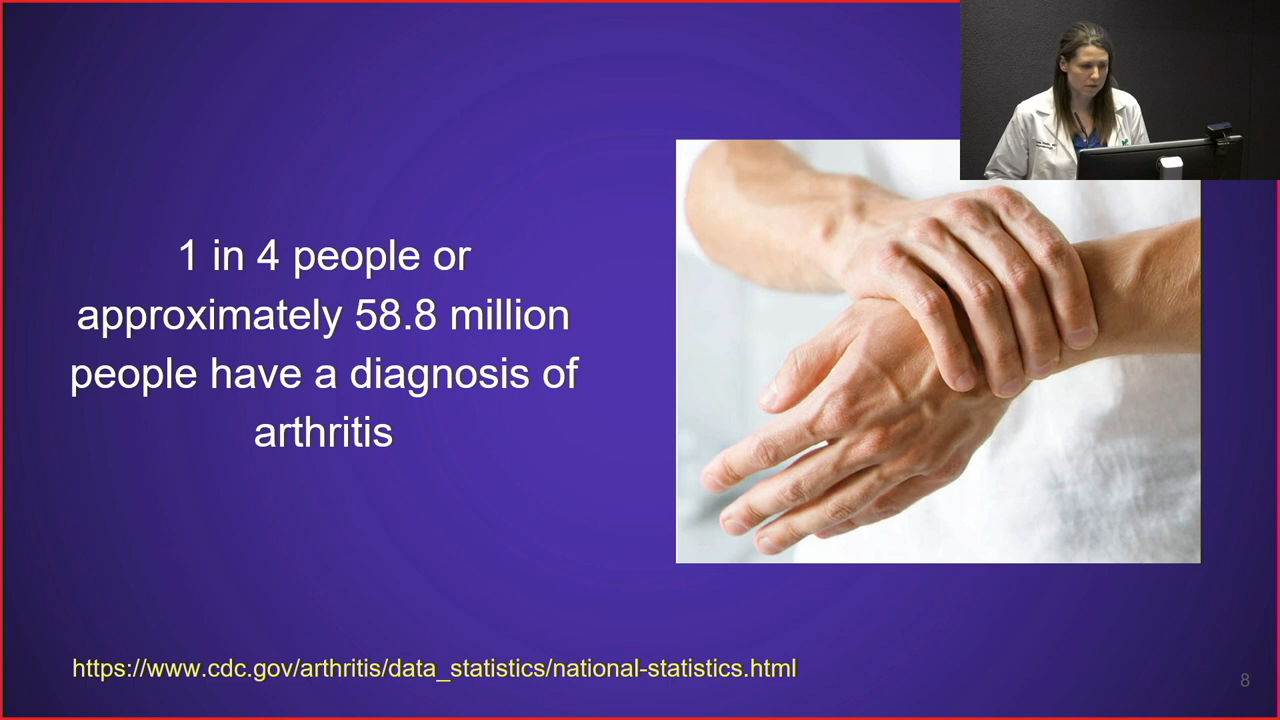 1 in 4 people or
approximately 58.8 million
people have a diagnosis of
arthritis
https://www.cdc.gov/arthritis/data_statistics/national-statistics.html
8